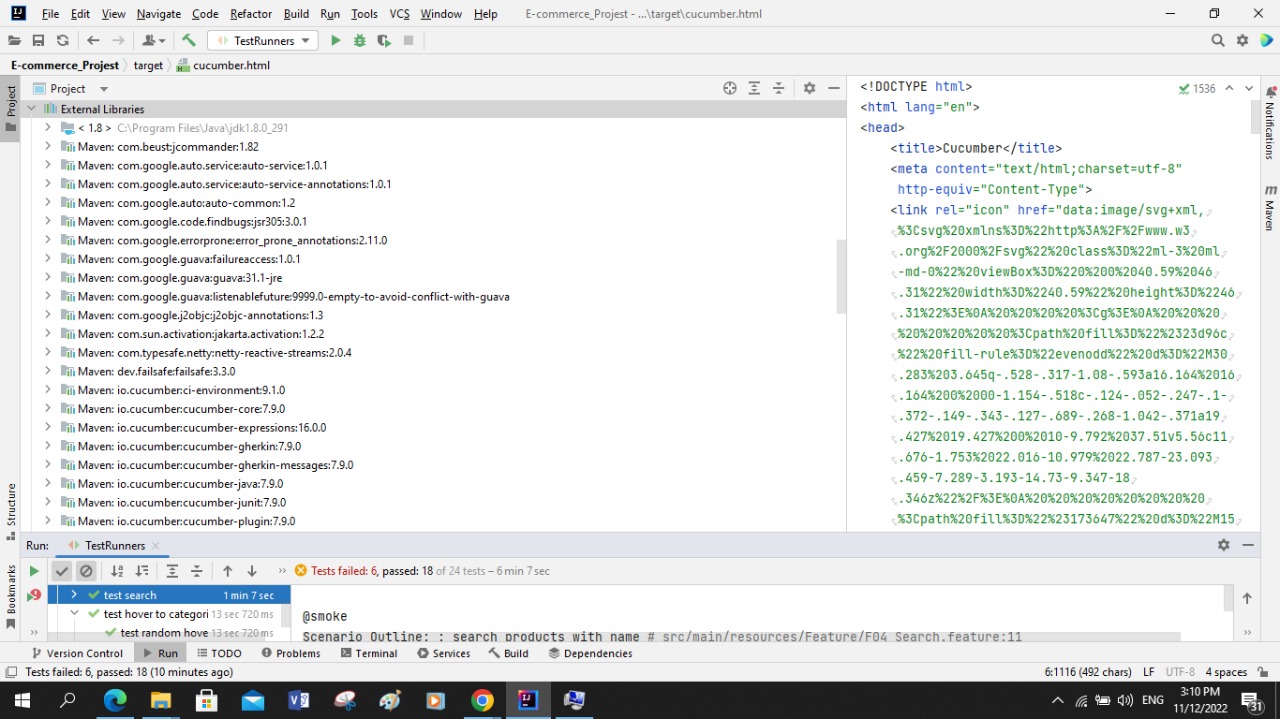 File Edit View Navigate Code Refactor Build Run Tools VCS Window Help E-commerce_Projest - ...\target\cucumber.html
TestRunners
E-commerce_Projest target cucumber.html
Project
Project
External Libraries
< 1.8 > C:\Program Files\Java\jdk1.8.0_291
Maven: com.beust:jcommander:1.82
Maven: com.google.auto.service:auto-service:1.0.1
Maven: com.google.auto.service:auto-service-annotations:1.0.1
Maven: com.google.auto:auto-common:1.2
Maven: com.google.code.findbugs:jsr305:3.0.1
Maven: com.google.errorprone:error_prone_annotations:2.11.0
Maven: com.google.guava:failureaccess:1.0.1
Maven: com.google.guava:guava:31.1-jre
Maven: com.google.guava:listenablefuture:9999.0-empty-to-avoid-conflict-with-guava
Maven: com.google.j2objc:j2objc-annotations:1.3
Maven: com.sun.activation:jakarta.activation:1.2.2
Maven: com.typesafe.netty:netty-reactive-streams:2.0.4
Maven: dev.failsafe:failsafe:3.3.0
Maven: io.cucumber:ci-environment:9.1.0
Maven: io.cucumber:cucumber-core:7.9.0
Maven: io.cucumber:cucumber-expressions:16.0.0
Maven: io.cucumber:cucumber-gherkin:7.9.0
Maven: io.cucumber:cucumber-gherkin-messages:7.9.0
Maven: io.cucumber:cucumber-java:7.9.0
Maven: io.cucumber:cucumber-junit:7.9.0
Maven: io.cucumber:cucumber-plugin:7.9.0
<!DOCTYPE html>
<html lang="en">
<head>
<title>Cucumber</title>
<meta content="text/html;charset=utf-8"
http-equiv="Content-Type">
<link rel="icon" href="data:image/svg+xml,
%3Csvg%20xmlns%3D%22http%3A%2F%2Fwww.w3
.org%2F2000%2Fsvg%22%20class%3D%22ml-3%20ml
-md-0%22%20viewBox%3D%220%200%2040.59%2046
.31%22%20width%3D%2240.59%22%20height%3D%2246
.31%22%3E%0A%20%20%20%20%3Cg%3E%0A%20%20%20
%20%20%20%20%20%3Cpath%20fill%3D%22%2323d96c
%22%20fill-rule%3D%22evenodd%22%20d%3D%22M30
.283%203.645q-.528-.317-1.08-.593a16.164%2016
.164%200%2000-1.154-.518c-.124-.052-.247-.1-
.372-.149-.343-.127-.689-.268-1.042-.371a19
.427%2019.427%200%2010-9.792%2037.51v5.56c11
.676-1.753%2022.016-10.979%2022.787-23.093
.459-7.289-3.193-14.73-9.347-18
.346z%22%2F%3E%0A%20%20%20%20%20%20%20%20
%3Cpath%20fill%3D%22%23173647%22%20d%3D%22M15
1536
Notifications
Maven
Structure
Bookmarks
Run: TestRunners
Tests failed: 6, passed: 18 of 24 tests – 6 min 7 sec
test search 1 min 7 sec
test hover to categori 13 sec 720 ms
test random hove 13 sec 720 ms
@smoke
Scenario Outline: : search products with name # src/main/resources/Feature/F04_Search.feature:11
Version Control Run TODO Problems Terminal Services Build Dependencies
Tests failed: 6, passed: 18 (10 minutes ago) 6:1116 (492 chars) LF UTF-8 4 spaces
ENG 3:10 PM
11/12/2022
31